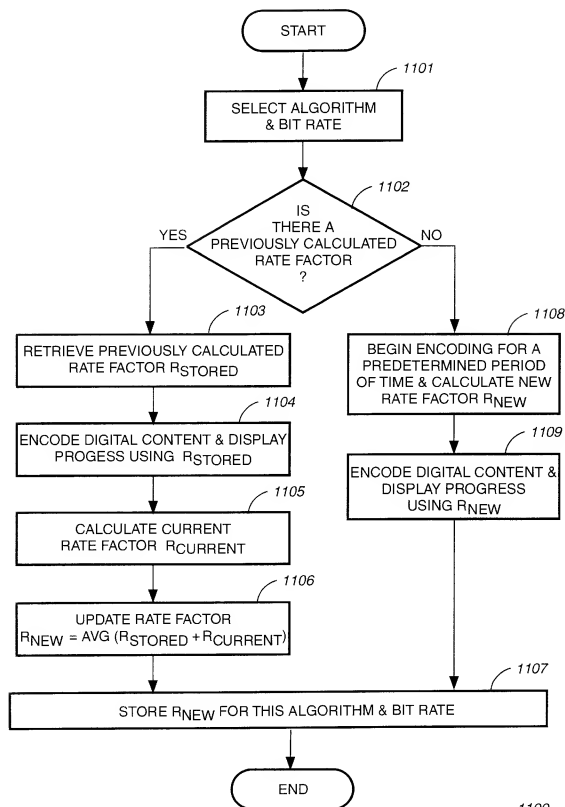 START
1101
SELECT ALGORITHM
& BIT RATE
1102
IS
THERE A
PREVIOUSLY CALCULATED
RATE FACTOR
?
YES
NO
1103
RETRIEVE PREVIOUSLY CALCULATED
RATE FACTOR RSTORED
1104
ENCODE DIGITAL CONTENT & DISPLAY
PROGESS USING RSTORED
1105
CALCULATE CURRENT
RATE FACTOR RCURRENT
1106
UPDATE RATE FACTOR
RNEW = AVG (RSTORED + RCURRENT)
1108
BEGIN ENCODING FOR A
PREDETERMINED PERIOD
OF TIME & CALCULATE NEW
RATE FACTOR RNEW
1109
ENCODE DIGITAL CONTENT &
DISPLAY PROGRESS
USING RNEW
1107
STORE RNEW FOR THIS ALGORITHM & BIT RATE
END